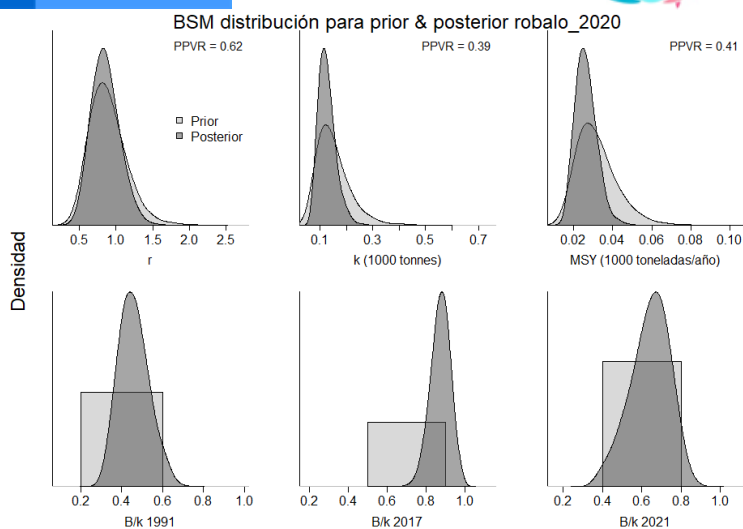 BSM distribución para prior & posterior robalo_2020
PPVR = 0.62
PPVR = 0.39
PPVR = 0.41
Prior
Posterior
0.5 1.0 1.5 2.0 2.5
r
0.1 0.3 0.5 0.7
k (1000 tonnes)
0.02 0.04 0.06 0.08 0.10
MSY (1000 toneladas/año)
Densidad
0.2 0.4 0.6 0.8 1.0
B/k 1991
0.2 0.4 0.6 0.8 1.0
B/k 2017
0.2 0.4 0.6 0.8 1.0
B/k 2021